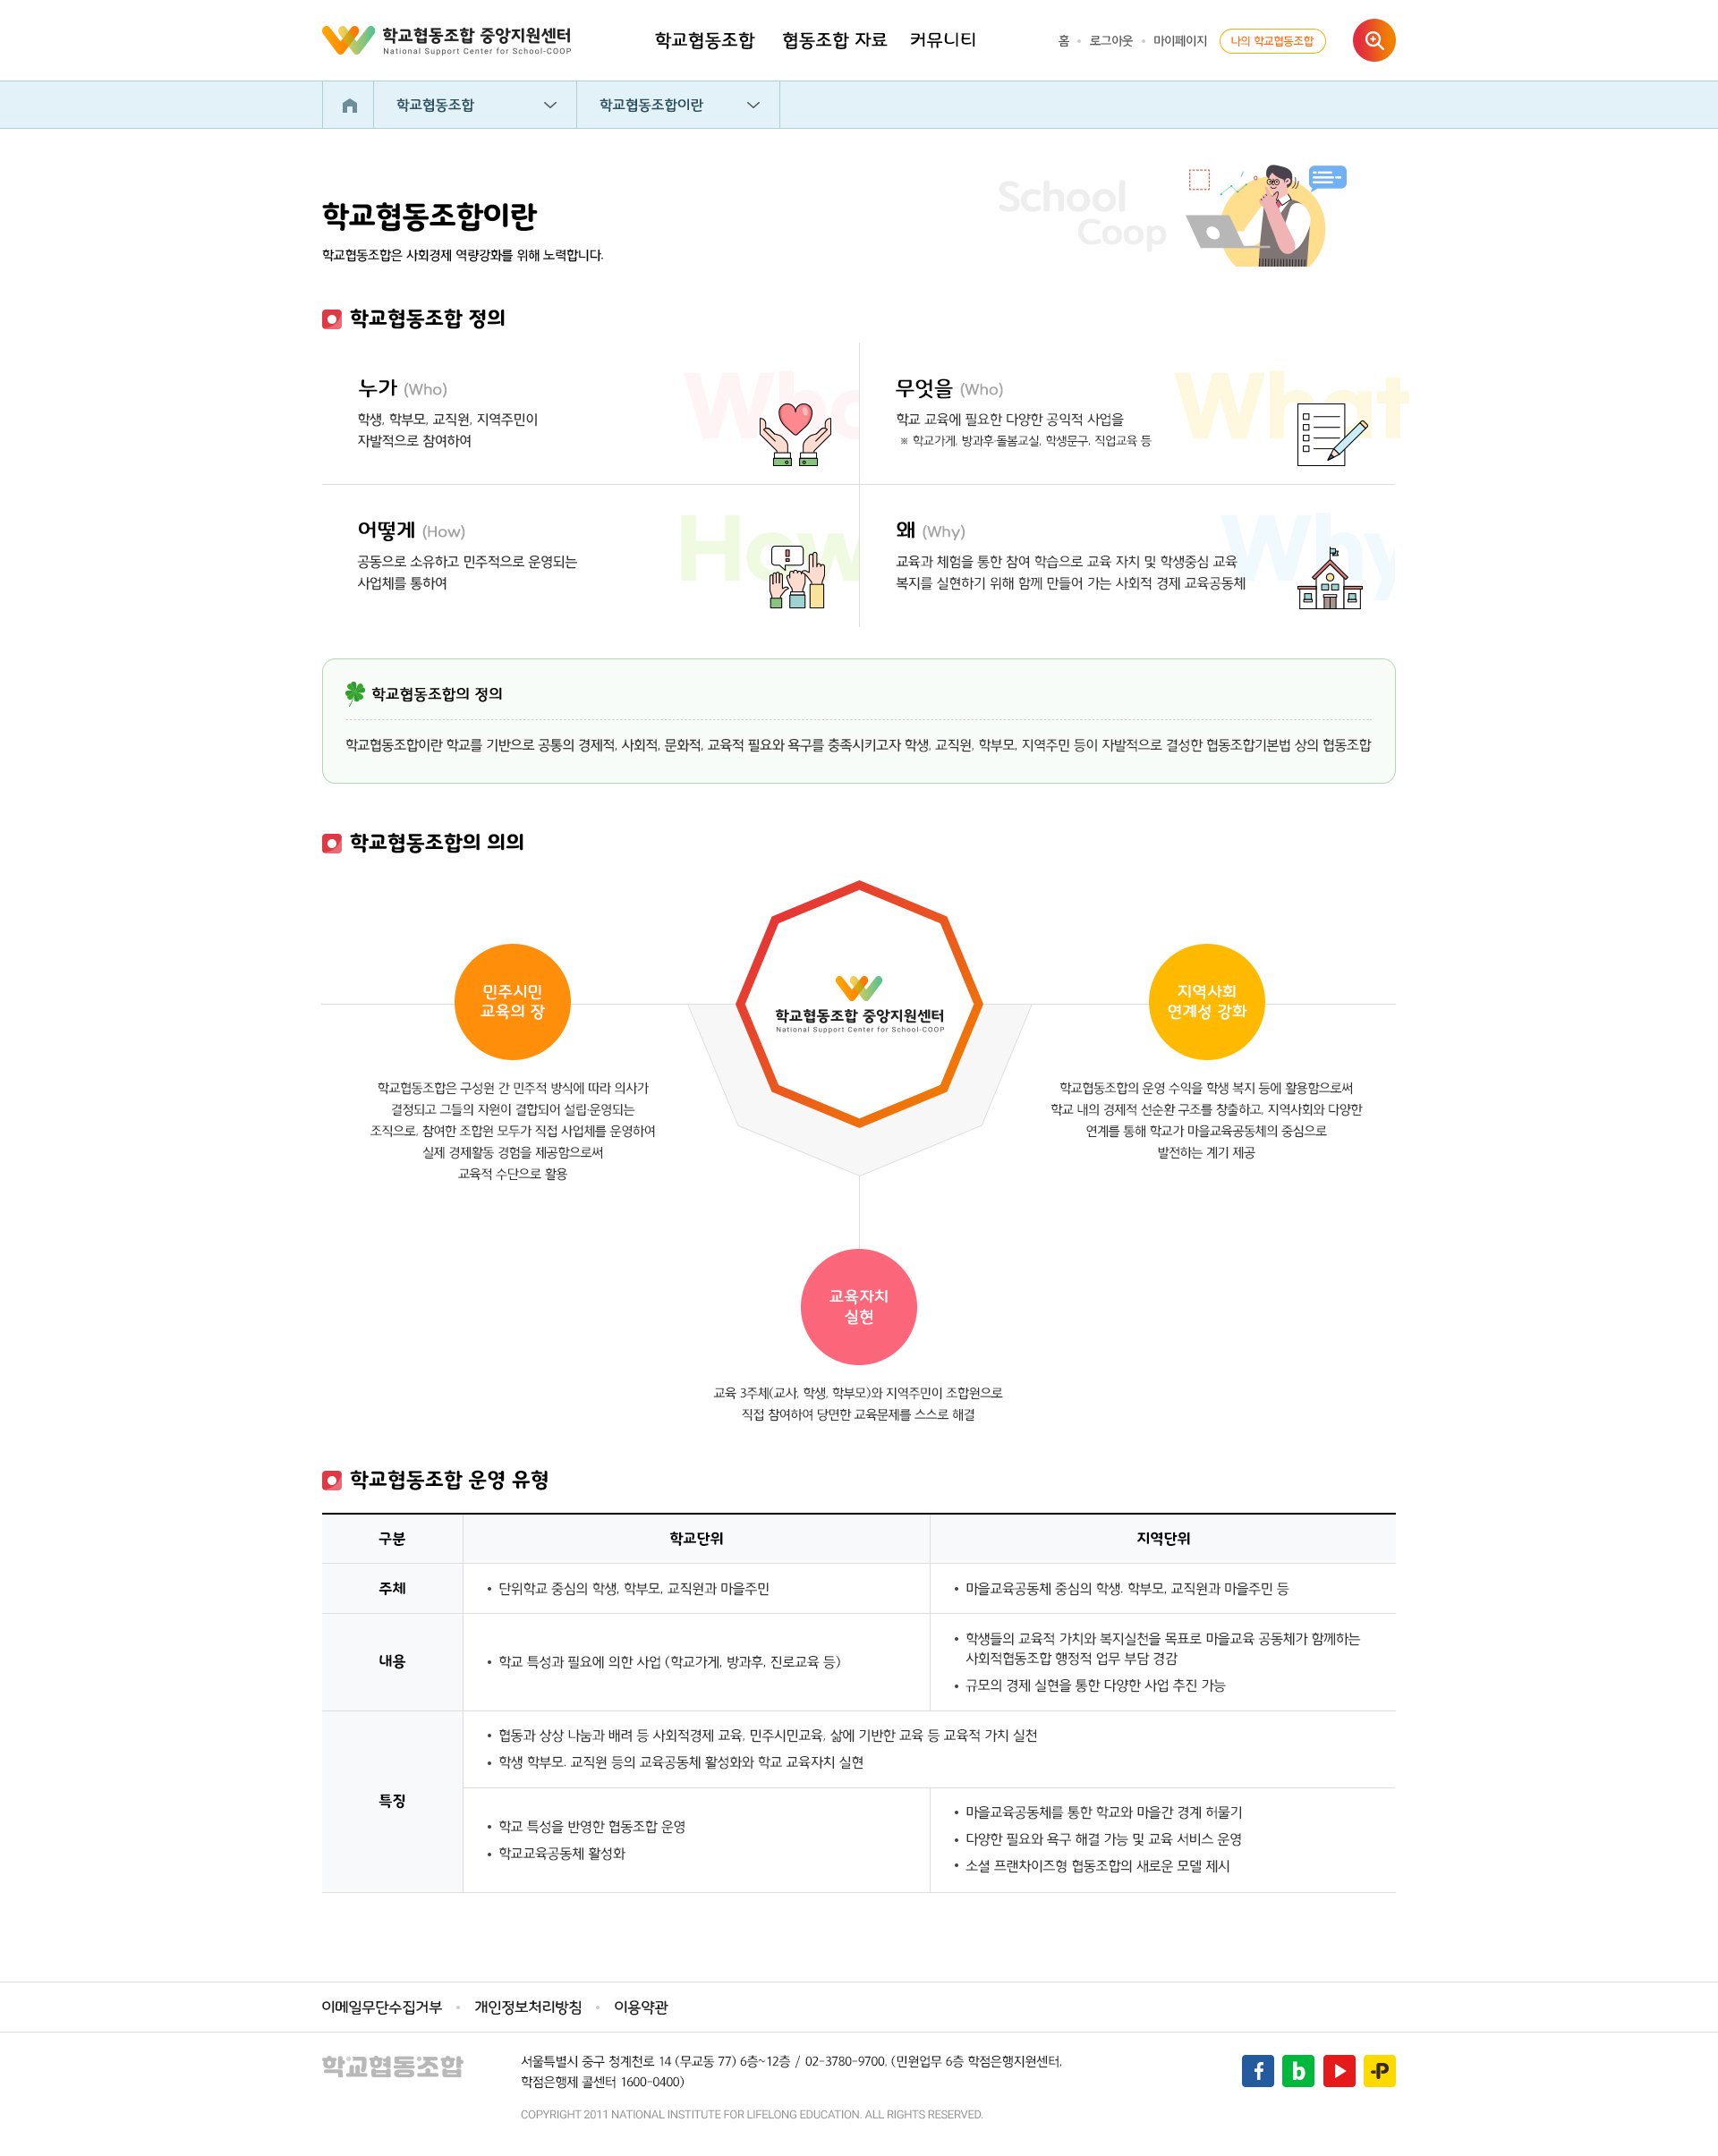 학교협동조합 중앙지원센터
National Support Center for School-COOP
학교협동조합
협동조합 자료
커뮤니티
홈
로그아웃
마이페이지
나의 학교협동조합
학교협동조합
학교협동조합이란
School
Coop
학교협동조합이란
학교협동조합은 사회경제 역량강화를 위해 노력합니다.
학교협동조합 정의
Who
누가 (Who)
학생, 학부모, 교직원, 지역주민이
자발적으로 참여하여
What
무엇을 (Who)
학교 교육에 필요한 다양한 공익적 사업을
※ 학교가게, 방과후·돌봄교실, 학생문구, 직업교육 등
How
어떻게 (How)
공동으로 소유하고 민주적으로 운영되는
사업체를 통하여
Why
왜 (Why)
교육과 체험을 통한 참여 학습으로 교육 자치 및 학생중심 교육
복지를 실현하기 위해 함께 만들어 가는 사회적 경제 교육공동체
학교협동조합의 정의
학교협동조합이란 학교를 기반으로 공통의 경제적, 사회적, 문화적, 교육적 필요와 욕구를 충족시키고자 학생, 교직원, 학부모, 지역주민 등이 자발적으로 결성한 협동조합기본법 상의 협동조합
학교협동조합의 의의
민주시민
교육의 장
학교협동조합 중앙지원센터
National Support Center for School-COOP
지역사회
연계성 강화
학교협동조합은 구성원 간 민주적 방식에 따라 의사가
결정되고 그들의 자원이 결합되어 설립·운영되는
조직으로, 참여한 조합원 모두가 직접 사업체를 운영하여
실제 경제활동 경험을 제공함으로써
교육적 수단으로 활용
학교협동조합의 운영 수익을 학생 복지 등에 활용함으로써
학교 내의 경제적 선순환 구조를 창출하고, 지역사회와 다양한
연계를 통해 학교가 마을교육공동체의 중심으로
발전하는 계기 제공
교육자치
실현
교육 3주체(교사, 학생, 학부모)와 지역주민이 조합원으로
직접 참여하여 당면한 교육문제를 스스로 해결
학교협동조합 운영 유형
구분
학교단위
지역단위
주체
• 단위학교 중심의 학생, 학부모, 교직원과 마을주민
• 마을교육공동체 중심의 학생, 학부모, 교직원과 마을주민 등
내용
• 학교 특성과 필요에 의한 사업 (학교가게, 방과후, 진로교육 등)
• 학생들의 교육적 가치와 복지실천을 목표로 마을교육 공동체가 함께하는
사회적협동조합 행정적 업무 부담 경감
• 규모의 경제 실현을 통한 다양한 사업 추진 가능
특징
• 협동과 상상 나눔과 배려 등 사회적경제 교육, 민주시민교육, 삶에 기반한 교육 등 교육적 가치 실천
• 학생 학부모. 교직원 등의 교육공동체 활성화와 학교 교육자치 실현
• 학교 특성을 반영한 협동조합 운영
• 학교교육공동체 활성화
• 마을교육공동체를 통한 학교와 마을간 경계 허물기
• 다양한 필요와 욕구 해결 가능 및 교육 서비스 운영
• 소셜 프랜차이즈형 협동조합의 새로운 모델 제시
이메일무단수집거부
개인정보처리방침
이용약관
학교협동조합
서울특별시 중구 청계천로 14 (무교동 77) 6층~12층 / 02-3780-9700, (민원업무 6층 학점은행지원센터,
학점은행제 콜센터 1600-0400)
COPYRIGHT 2011 NATIONAL INSTITUTE FOR LIFELONG EDUCATION. ALL RIGHTS RESERVED.